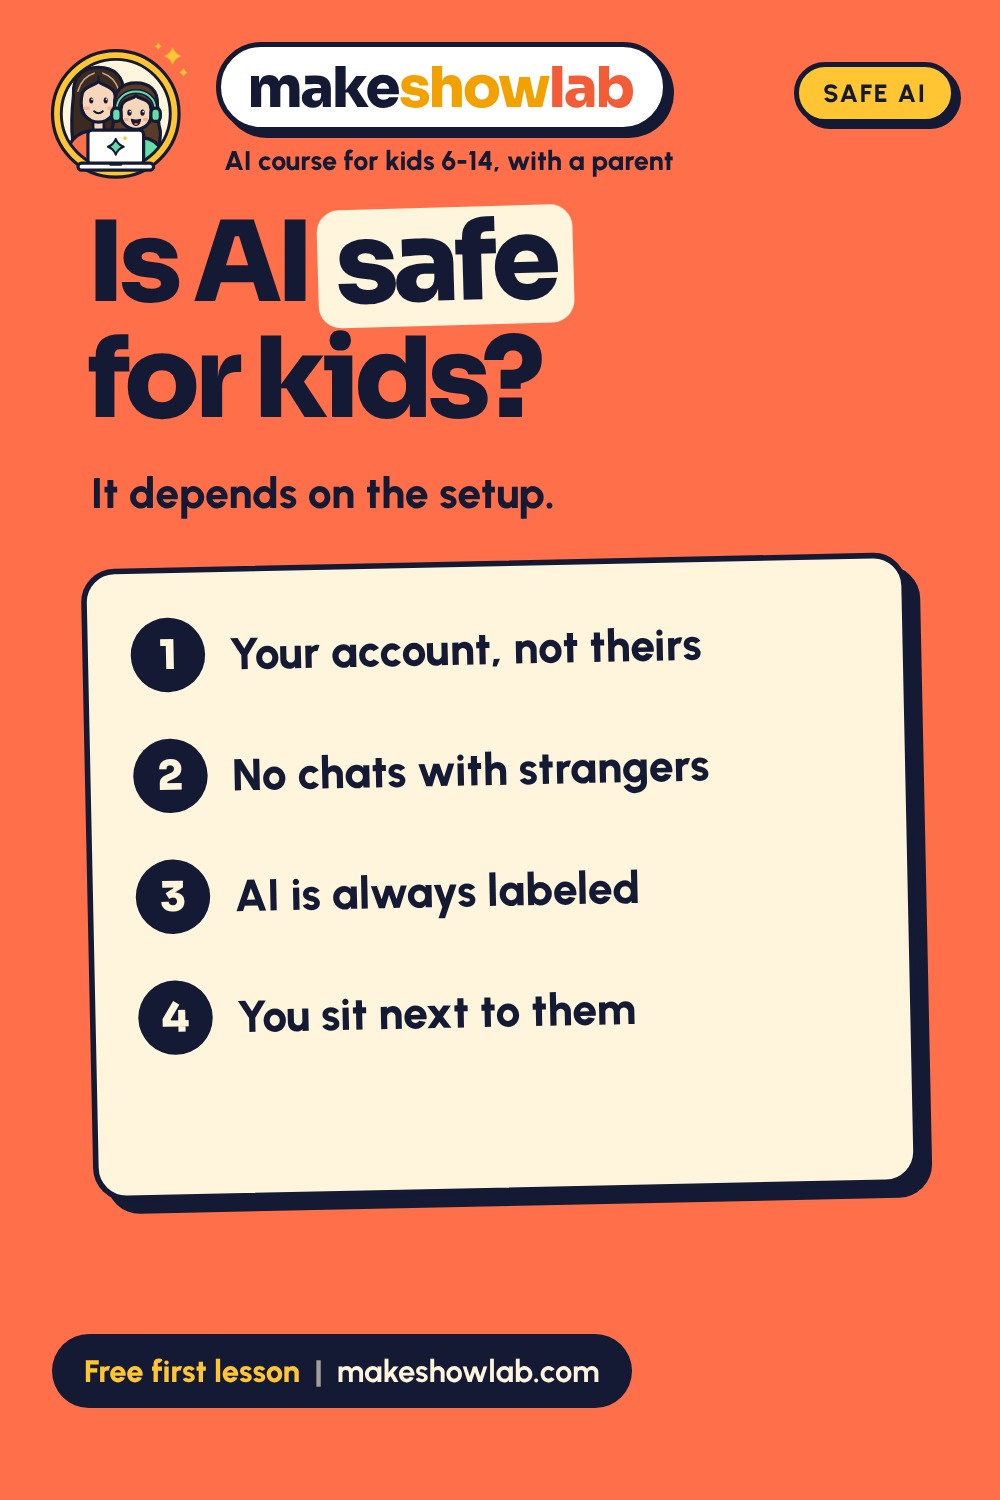 makeshowlab
SAFE AI
AI course for kids 6-14, with a parent
Is AI safe
for kids?
It depends on the setup.
1 Your account, not theirs
2 No chats with strangers
3 AI is always labeled
4 You sit next to them
Free first lesson | makeshowlab.com